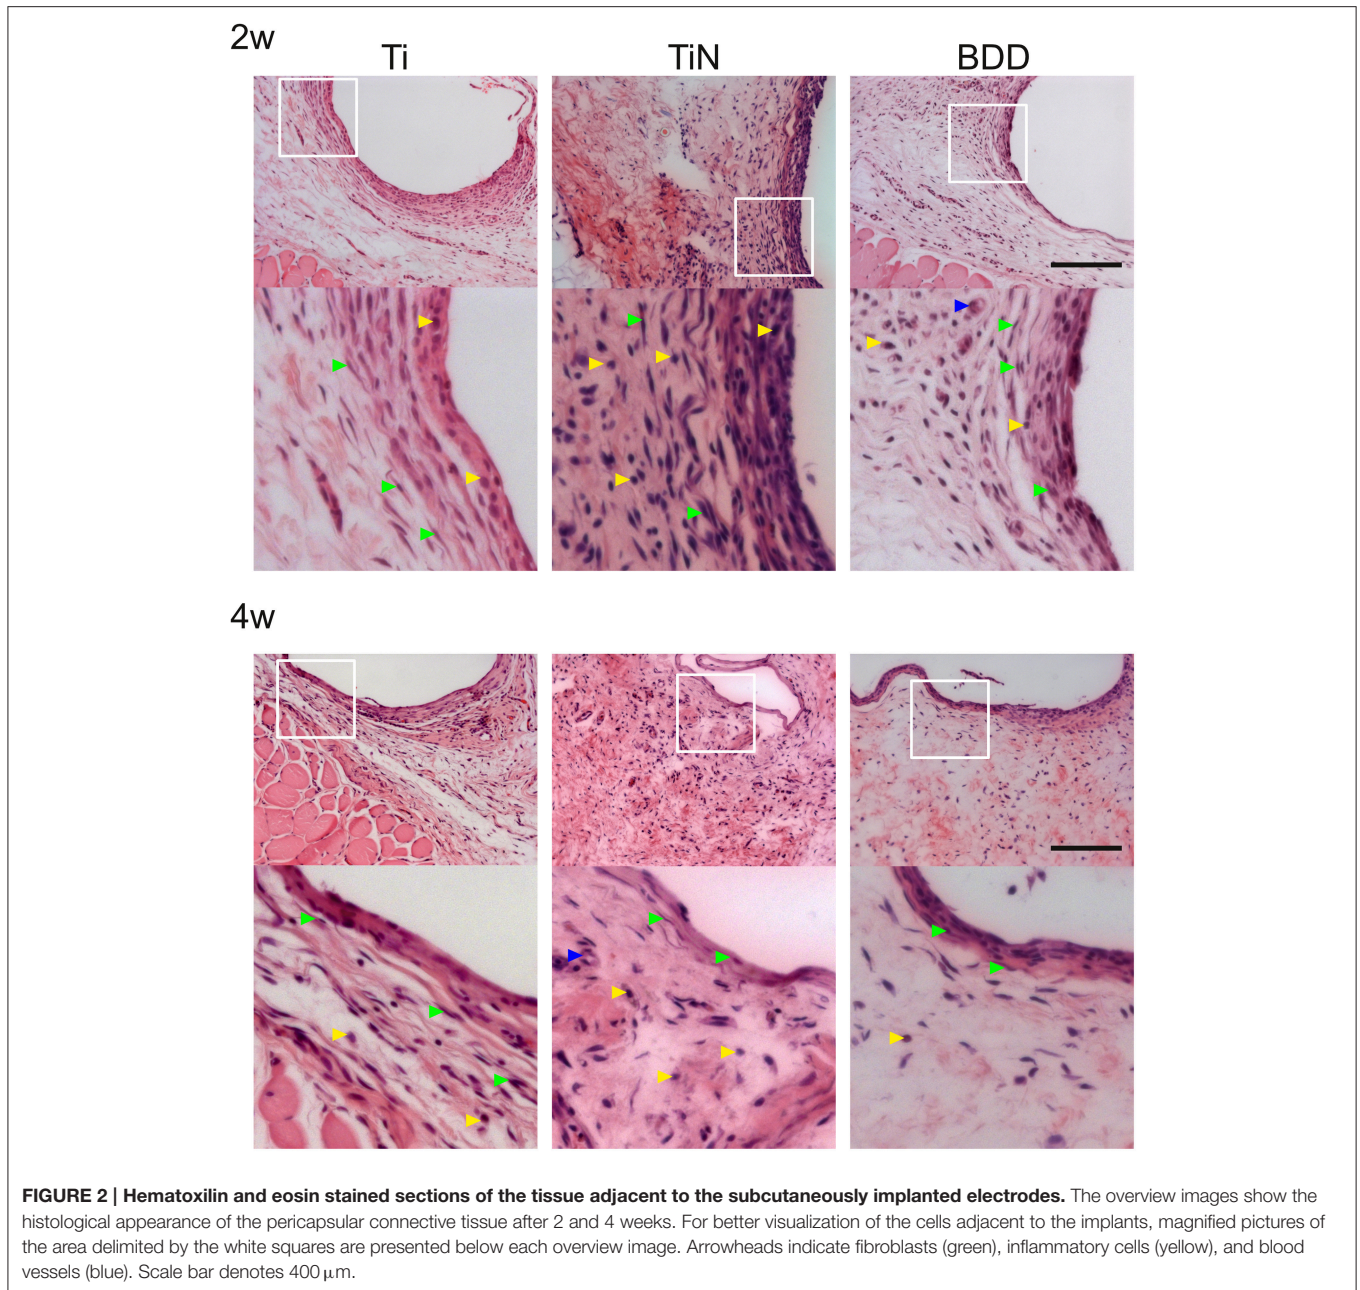 2w
Ti
TiN
BDD
4w
FIGURE 2 | Hematoxilin and eosin stained sections of the tissue adjacent to the subcutaneously implanted electrodes. The overview images show the
histological appearance of the pericapsular connective tissue after 2 and 4 weeks. For better visualization of the cells adjacent to the implants, magnified pictures of
the area delimited by the white squares are presented below each overview image. Arrowheads indicate fibroblasts (green), inflammatory cells (yellow), and blood
vessels (blue). Scale bar denotes 400 μm.